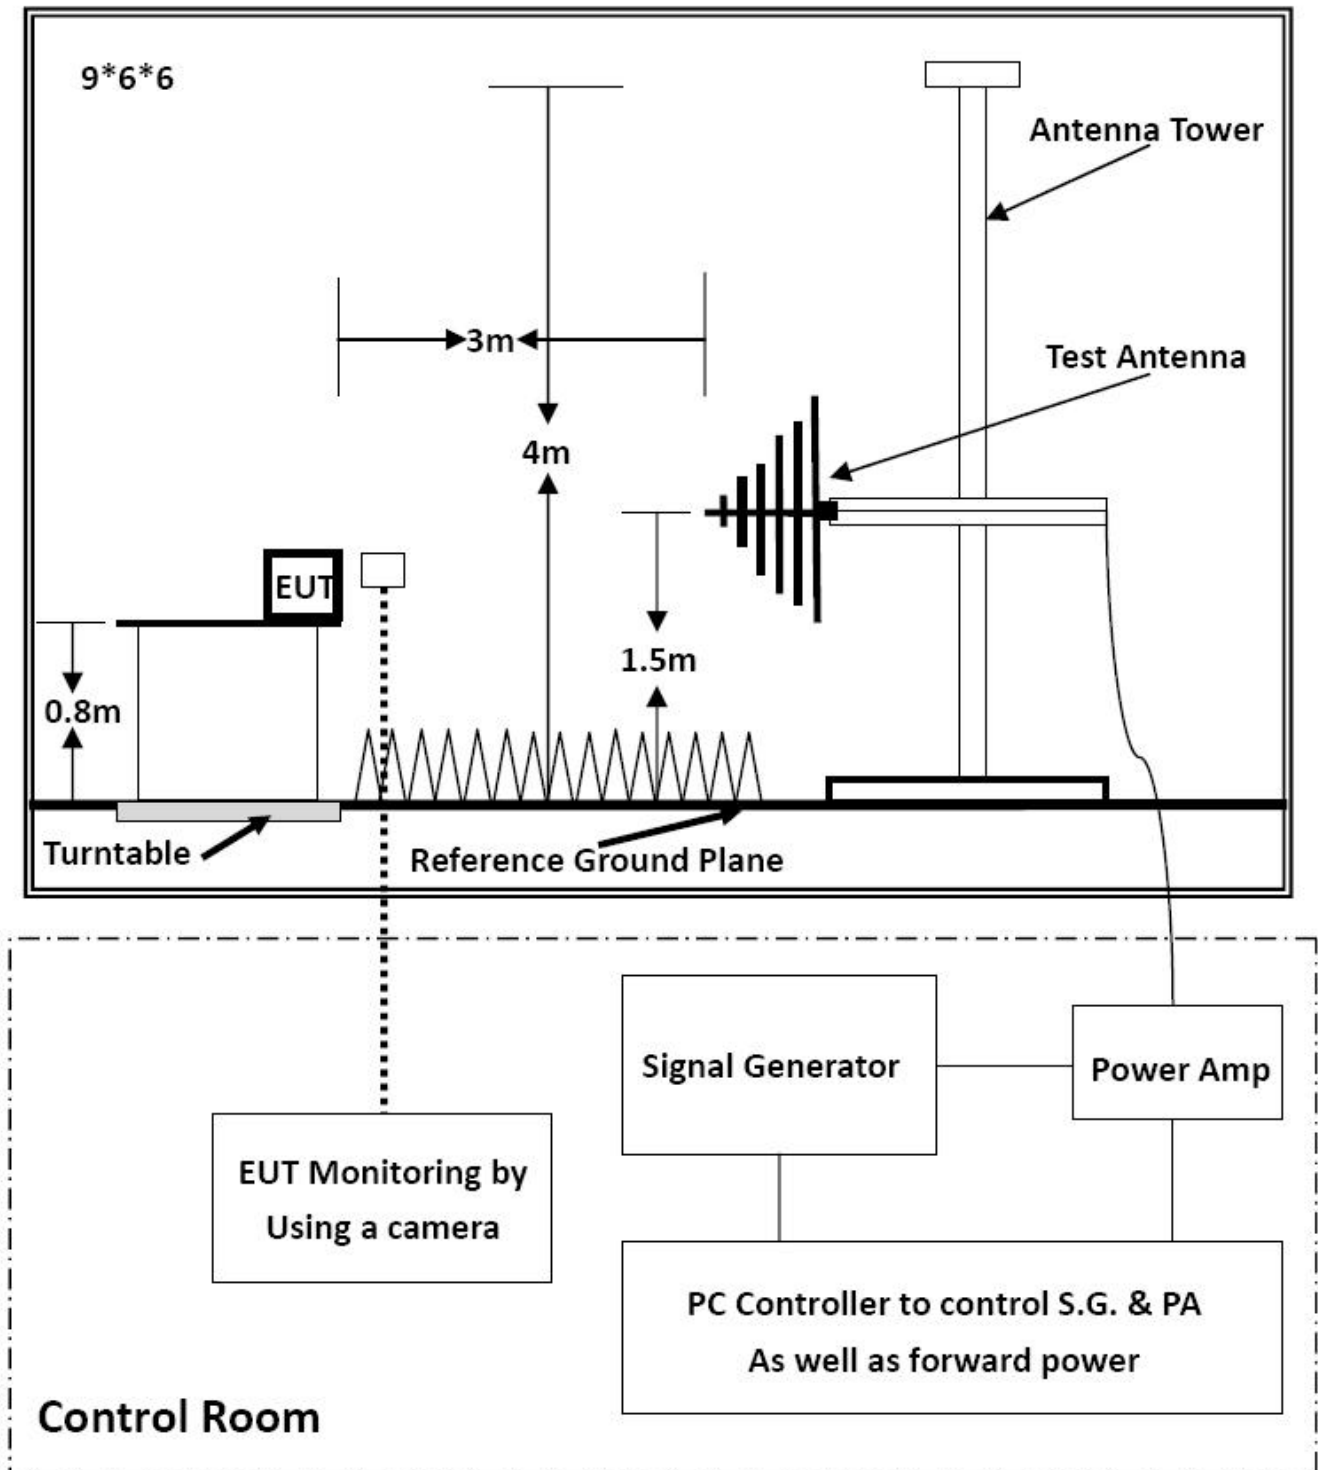 9*6*6
Antenna Tower
3m
Test Antenna
4m
EUT
1.5m
0.8m
Turntable
Reference Ground Plane
Signal Generator
Power Amp
EUT Monitoring by
Using a camera
PC Controller to control S.G. & PA
As well as forward power
Control Room